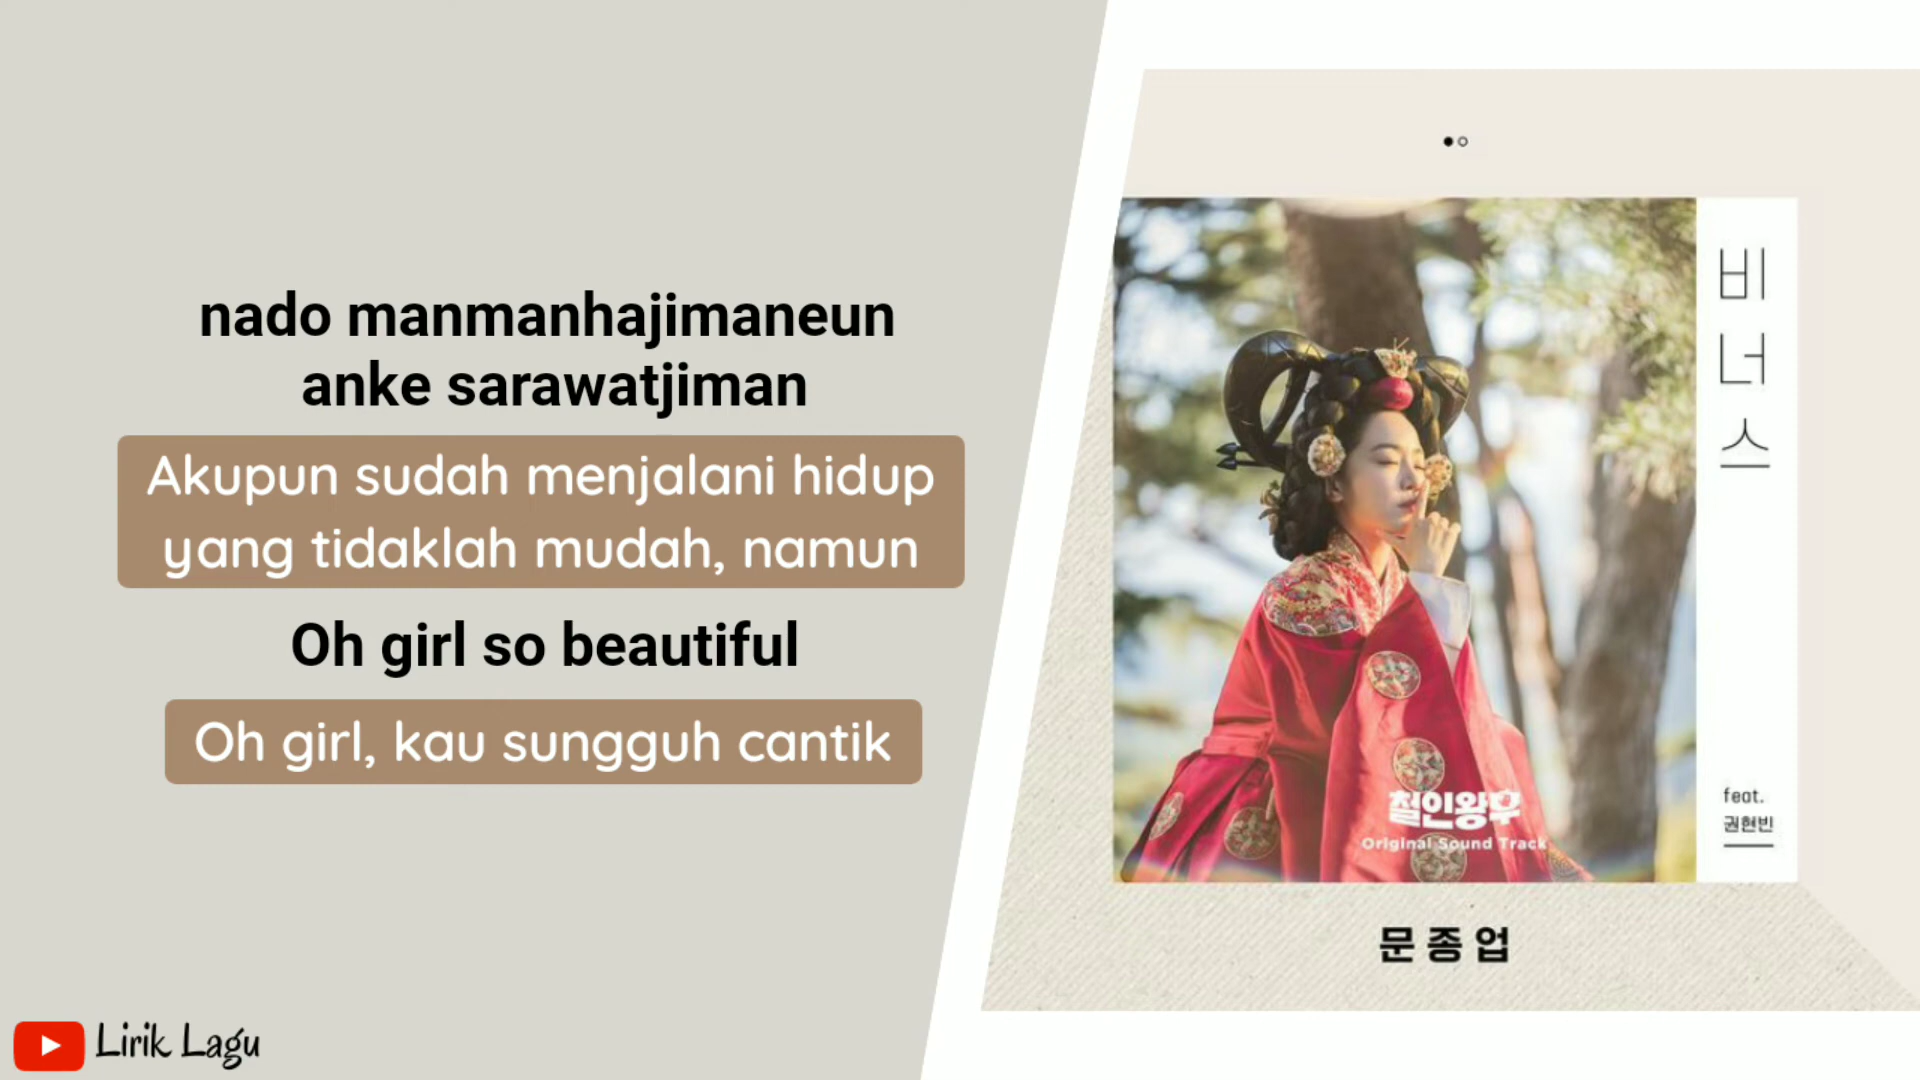 nado manmanhajimaneun
anke sarawatjiman
Akupun sudah menjalani hidup
yang tidaklah mudah, namun
Oh girl so beautiful
Oh girl, kau sungguh cantik
Lirik Lagu
비너스
feat.
권현빈
철인왕후
Original Sound Track
문종업